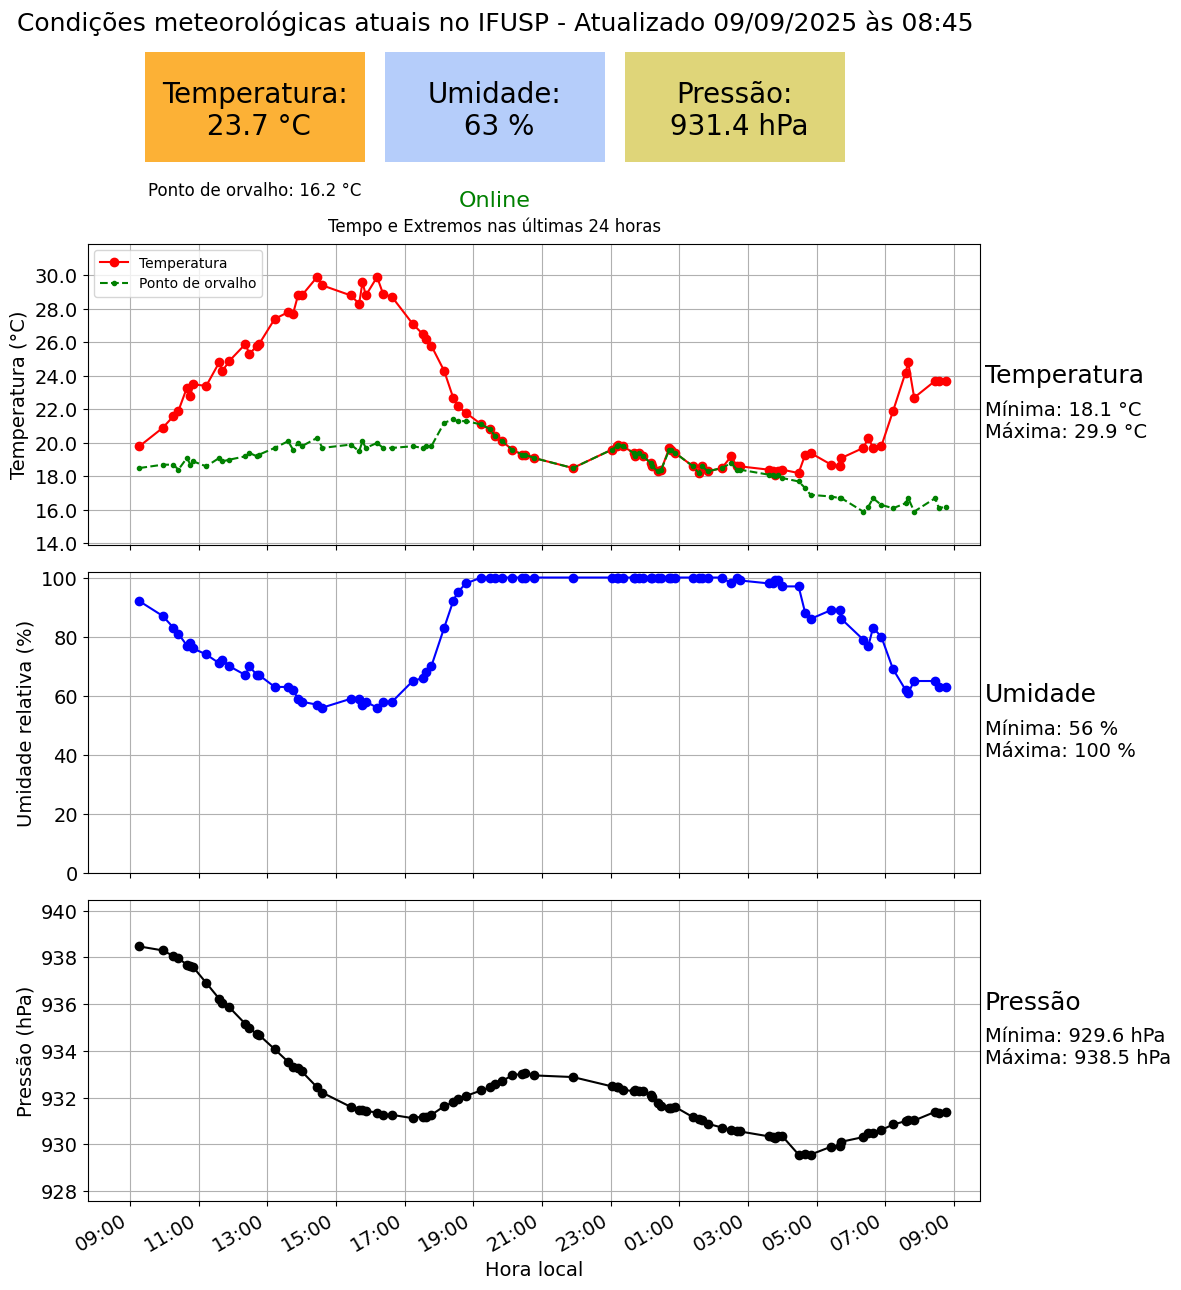 Condições meteorológicas atuais no IFUSP - Atualizado 09/09/2025 às 08:45
Temperatura:
23.7 °C
Umidade:
63 %
Pressão:
931.4 hPa
Ponto de orvalho: 16.2 °C
Online
Tempo e Extremos nas últimas 24 horas
Temperatura
Ponto de orvalho
Temperatura (°C)
30.0
28.0
26.0
24.0
22.0
20.0
18.0
16.0
14.0
Temperatura
Mínima: 18.1 °C
Máxima: 29.9 °C
Umidade relativa (%)
100
80
60
40
20
0
Umidade
Mínima: 56 %
Máxima: 100 %
Pressão (hPa)
940
938
936
934
932
930
928
Pressão
Mínima: 929.6 hPa
Máxima: 938.5 hPa
09:00
11:00
13:00
15:00
17:00
19:00
21:00
23:00
01:00
03:00
05:00
07:00
09:00
Hora local